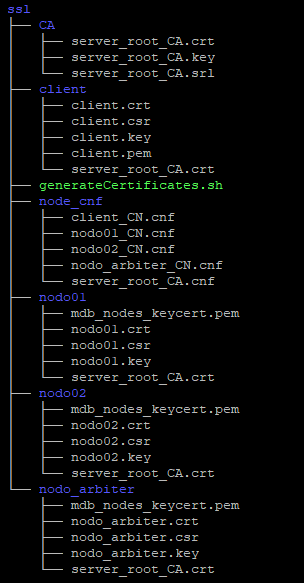 ssl
├── CA
│   ├── server_root_CA.crt
│   ├── server_root_CA.key
│   └── server_root_CA.srl
├── client
│   ├── client.crt
│   ├── client.csr
│   ├── client.key
│   ├── client.pem
│   └── server_root_CA.crt
├── generateCertificates.sh
├── node_cnf
│   ├── client_CN.cnf
│   ├── nodo01_CN.cnf
│   ├── nodo02_CN.cnf
│   ├── nodo_arbiter_CN.cnf
│   └── server_root_CA.cnf
├── nodo01
│   ├── mdb_nodes_keycert.pem
│   ├── nodo01.crt
│   ├── nodo01.csr
│   ├── nodo01.key
│   └── server_root_CA.crt
├── nodo02
│   ├── mdb_nodes_keycert.pem
│   ├── nodo02.crt
│   ├── nodo02.csr
│   ├── nodo02.key
│   └── server_root_CA.crt
└── nodo_arbiter
    ├── mdb_nodes_keycert.pem
    ├── nodo_arbiter.crt
    ├── nodo_arbiter.csr
    ├── nodo_arbiter.key
    └── server_root_CA.crt